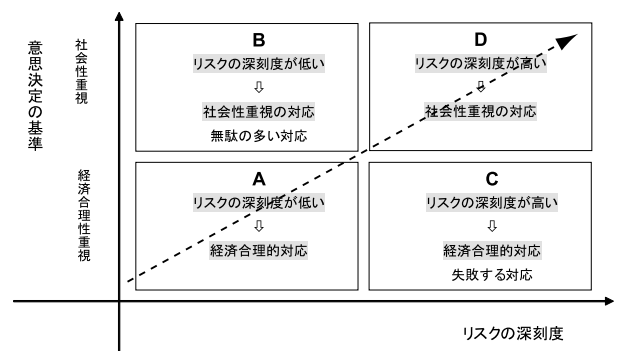 意思決定の基準
社会性重視
経済合理性重視
B
リスクの深刻度が低い
⇩
社会性重視の対応
無駄の多い対応
D
リスクの深刻度が高い
⇩
社会性重視の対応
A
リスクの深刻度が低い
⇩
経済合理的対応
C
リスクの深刻度が高い
⇩
経済合理的対応
失敗する対応
リスクの深刻度